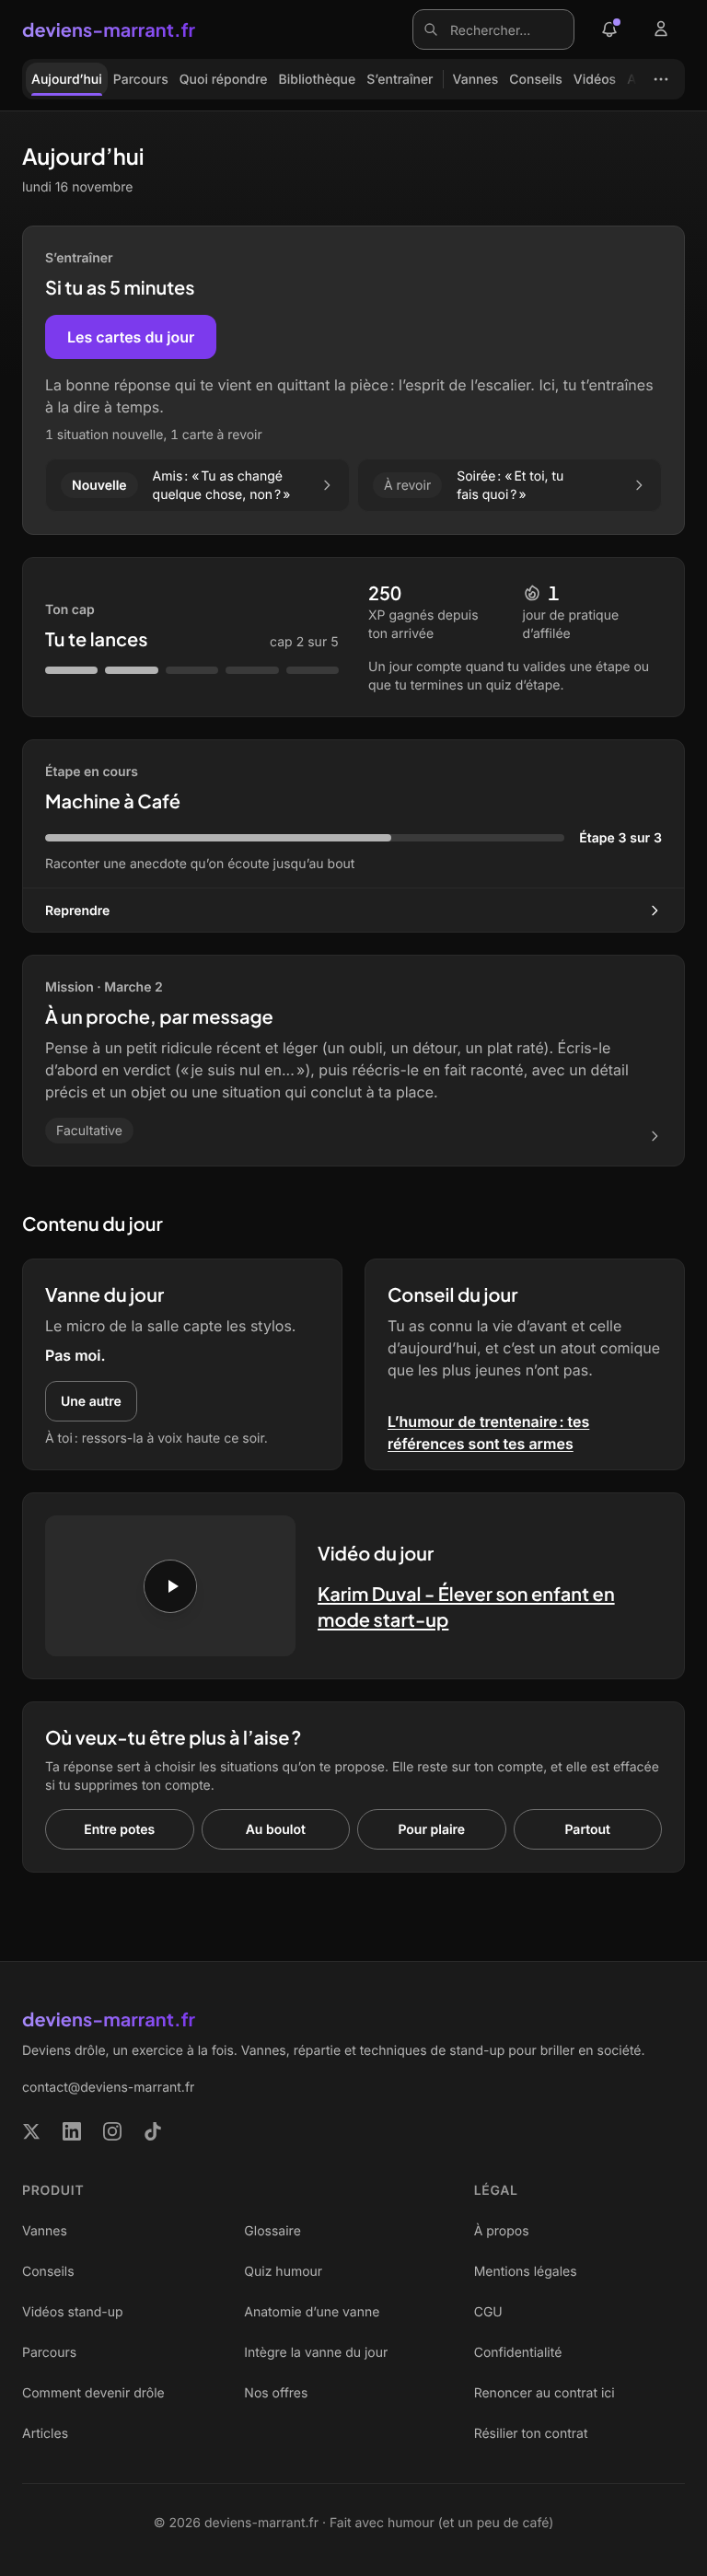 deviens-marrant.fr
Rechercher...
Aujourd’hui Parcours Quoi répondre Bibliothèque S’entraîner Vannes Conseils Vidéos
Aujourd’hui
lundi 16 novembre
S’entraîner
Si tu as 5 minutes
Les cartes du jour
La bonne réponse qui te vient en quittant la pièce : l’esprit de l’escalier. Ici, tu t’entraînes
à la dire à temps.
1 situation nouvelle, 1 carte à revoir
Nouvelle
Amis : « Tu as changé
quelque chose, non ? »
À revoir
Soirée : « Et toi, tu
fais quoi ? »
Ton cap
Tu te lances
cap 2 sur 5
250
XP gagnés depuis
ton arrivée
1
jour de pratique
d’affilée
Un jour compte quand tu valides une étape ou
que tu termines un quiz d’étape.
Étape en cours
Machine à Café
Étape 3 sur 3
Raconter une anecdote qu’on écoute jusqu’au bout
Reprendre
Mission · Marche 2
À un proche, par message
Pense à un petit ridicule récent et léger (un oubli, un détour, un plat raté). Écris-le
d’abord en verdict (« je suis nul en... »), puis réécris-le en fait raconté, avec un détail
précis et un objet ou une situation qui conclut à ta place.
Facultative
Contenu du jour
Vanne du jour
Le micro de la salle capte les stylos.
Pas moi.
Une autre
À toi : ressors-la à voix haute ce soir.
Conseil du jour
Tu as connu la vie d’avant et celle
d’aujourd’hui, et c’est un atout comique
que les plus jeunes n’ont pas.
L’humour de trentenaire : tes
références sont tes armes
Vidéo du jour
Karim Duval - Élever son enfant en
mode start-up
Où veux-tu être plus à l’aise ?
Ta réponse sert à choisir les situations qu’on te propose. Elle reste sur ton compte, et elle est effacée
si tu supprimes ton compte.
Entre potes
Au boulot
Pour plaire
Partout
deviens-marrant.fr
Deviens drôle, un exercice à la fois. Vannes, répartie et techniques de stand-up pour briller en société.
contact@deviens-marrant.fr
PRODUIT
Vannes
Conseils
Vidéos stand-up
Parcours
Comment devenir drôle
Articles
Glossaire
Quiz humour
Anatomie d’une vanne
Intègre la vanne du jour
Nos offres
LÉGAL
À propos
Mentions légales
CGU
Confidentialité
Renoncer au contrat ici
Résilier ton contrat
© 2026 deviens-marrant.fr · Fait avec humour (et un peu de café)